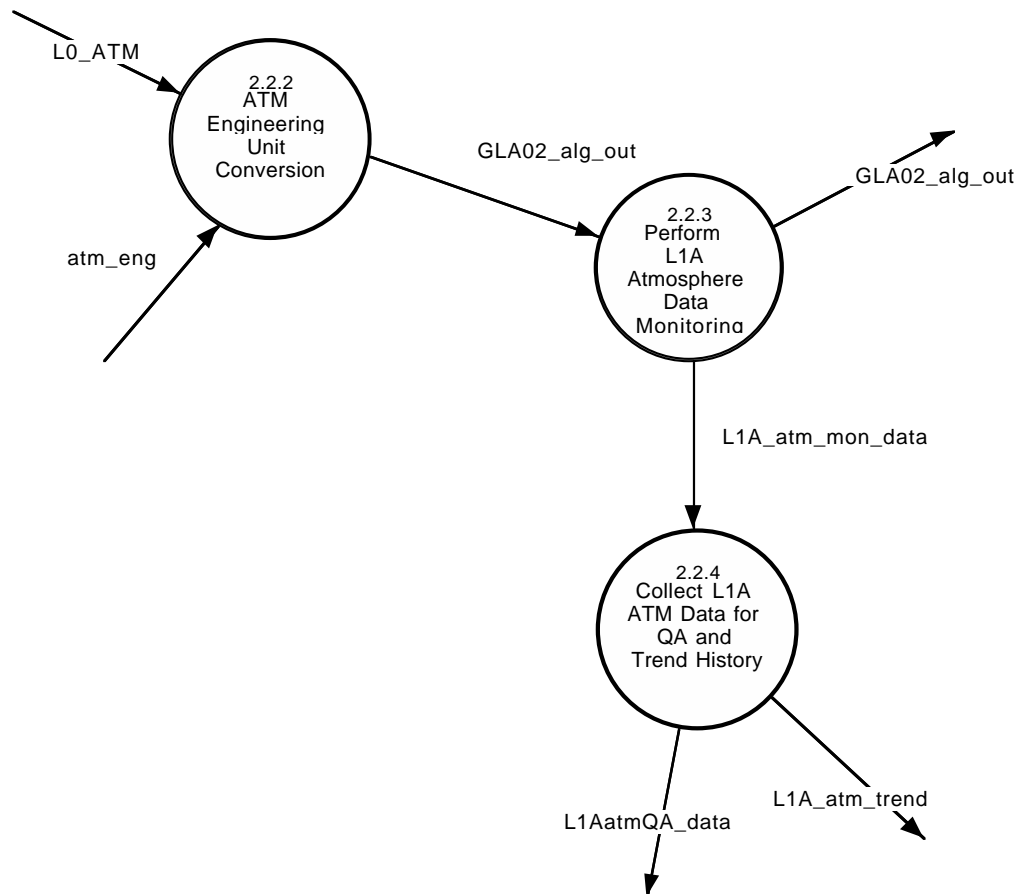 L0_ATM
2.2.2
ATM
Engineering
Unit
Conversion
GLA02_alg_out
GLA02_alg_out
atm_eng
2.2.3
Perform
L1A
Atmosphere
Data
Monitoring
L1A_atm_mon_data
2.2.4
Collect L1A
ATM Data for
QA and
Trend History
L1A_atm_trend
L1AatmQA_data